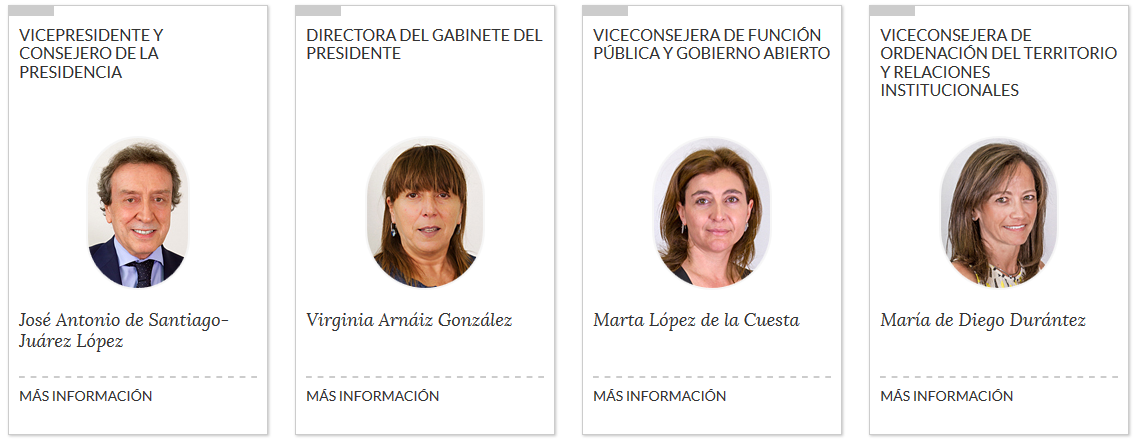 VICEPRESIDENTE Y
CONSEJERO DE LA
PRESIDENCIA
José Antonio de Santiago-
Juárez López
MÁS INFORMACIÓN
DIRECTORA DEL GABINETE DEL
PRESIDENTE
Virginia Arnáiz González
MÁS INFORMACIÓN
VICECONSEJERA DE FUNCIÓN
PÚBLICA Y GOBIERNO ABIERTO
Marta López de la Cuesta
MÁS INFORMACIÓN
VICECONSEJERA DE
ORDENACIÓN DEL TERRITORIO
Y RELACIONES
INSTITUCIONALES
María de Diego Durántez
MÁS INFORMACIÓN